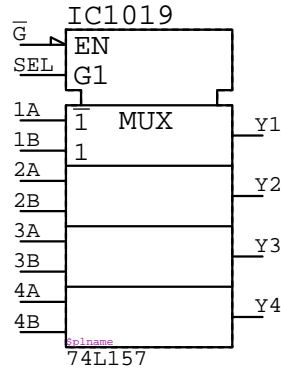 IC1019
G̅
EN
SEL
G1
1A
1̅
MUX
Y1
1B
1
2A
Y2
2B
3A
Y3
3B
4A
Y4
4B
$plname
74L157